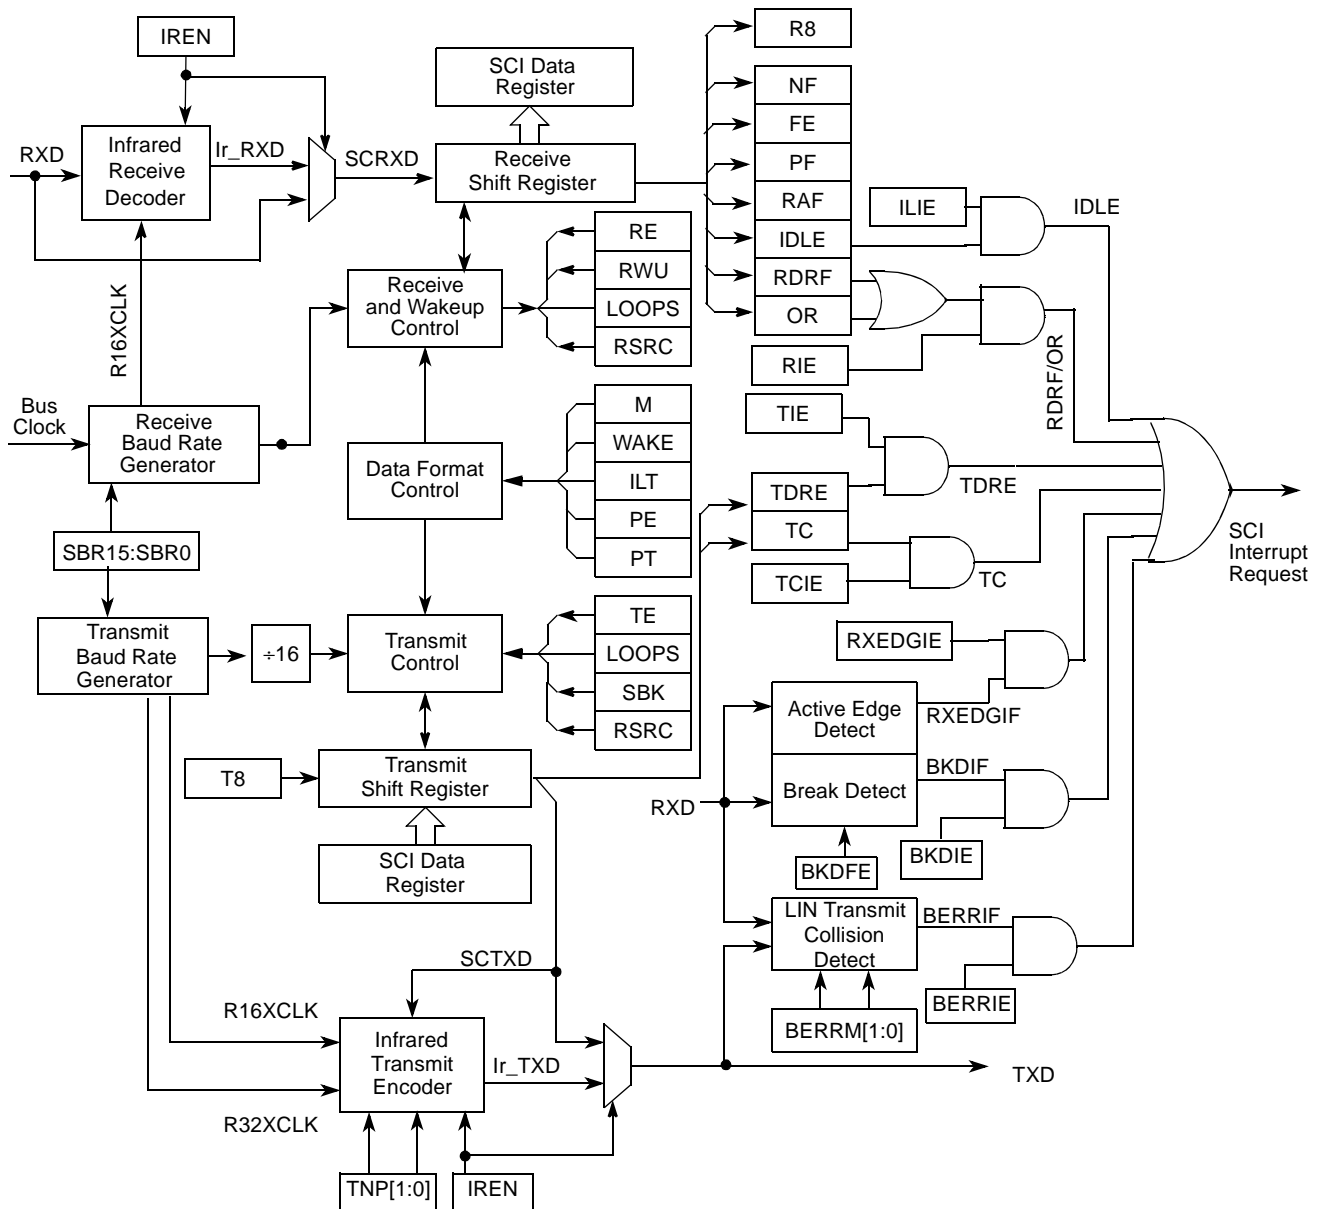 IREN
SCI Data
Register
R8
NF
FE
PF
RAF
IDLE
RDRF
OR
RXD
Infrared
Receive
Decoder
Ir_RXD
SCRXD
Receive
Shift Register
ILIE
IDLE
RE
RWU
LOOPS
RSRC
Receive
and Wakeup
Control
R16XCLK
RIE
RDRF/OR
Bus
Clock
Receive
Baud Rate
Generator
M
WAKE
ILT
PE
PT
Data Format
Control
TIE
TDRE
TC
TDRE
TCIE
TC
SCI
Interrupt
Request
SBR15:SBR0
Transmit
Baud Rate
Generator
÷16
Transmit
Control
TE
LOOPS
SBK
RSRC
RXEDGIE
Active Edge
Detect
RXEDGIF
Break Detect
BKDIF
RXD
BKDIE
BKDFE
T8
Transmit
Shift Register
SCI Data
Register
LIN Transmit
Collision
Detect
BERRIF
BERRIE
BERRM[1:0]
SCTXD
R16XCLK
Infrared
Transmit
Encoder
Ir_TXD
R32XCLK
TXD
TNP[1:0]
IREN